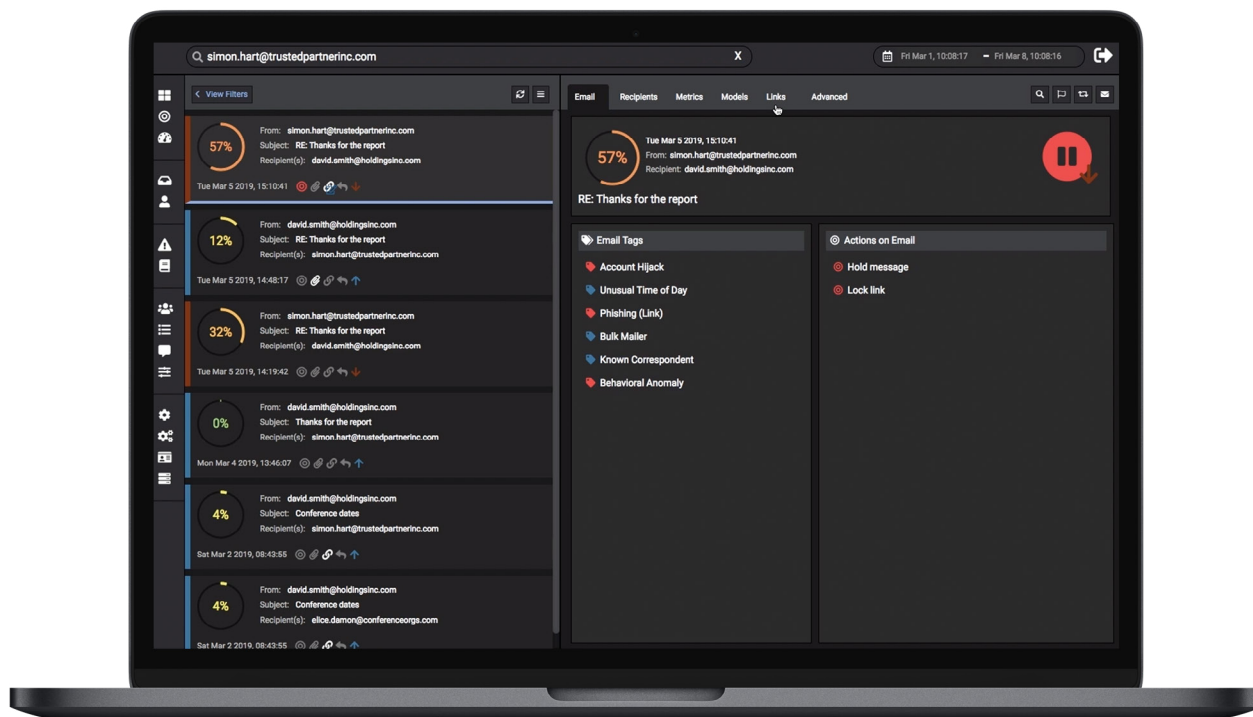 simon.hart@trustedpartnerinc.com X
Fri Mar 1, 10:08:17 – Fri Mar 8, 10:08:16
View Filters
57%
From: simon.hart@trustedpartnerinc.com
Subject: RE: Thanks for the report
Recipient(s): david.smith@holdingsinc.com
Tue Mar 5 2019, 15:10:41
12%
From: david.smith@holdingsinc.com
Subject: RE: Thanks for the report
Recipient(s): simon.hart@trustedpartnerinc.com
Tue Mar 5 2019, 14:48:17
32%
From: simon.hart@trustedpartnerinc.com
Subject: RE: Thanks for the report
Recipient(s): david.smith@holdingsinc.com
Tue Mar 5 2019, 14:19:42
0%
From: david.smith@holdingsinc.com
Subject: Thanks for the report
Recipient(s): simon.hart@trustedpartnerinc.com
Mon Mar 4 2019, 13:46:07
4%
From: david.smith@holdingsinc.com
Subject: Conference dates
Recipient(s): simon.hart@trustedpartnerinc.com
Sat Mar 2 2019, 08:43:55
4%
From: david.smith@holdingsinc.com
Subject: Conference dates
Recipient(s): elice.damon@conferenceorgs.com
Sat Mar 2 2019, 08:43:55
Email Recipients Metrics Models Links Advanced
57%
Tue Mar 5 2019, 15:10:41
From: simon.hart@trustedpartnerinc.com
Recipient: david.smith@holdingsinc.com
RE: Thanks for the report
Email Tags
Account Hijack
Unusual Time of Day
Phishing (Link)
Bulk Mailer
Known Correspondent
Behavioral Anomaly
Actions on Email
Hold message
Lock link